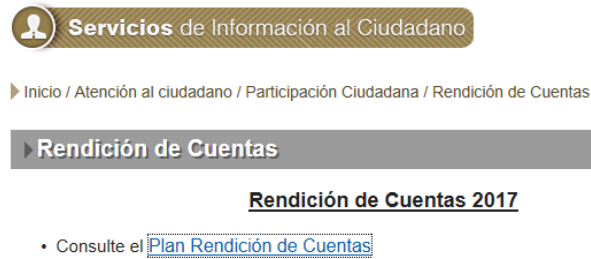 Servicios de Información al Ciudadano
Inicio / Atención al ciudadano / Participación Ciudadana / Rendición de Cuentas
Rendición de Cuentas
Rendición de Cuentas 2017
• Consulte el Plan Rendición de Cuentas